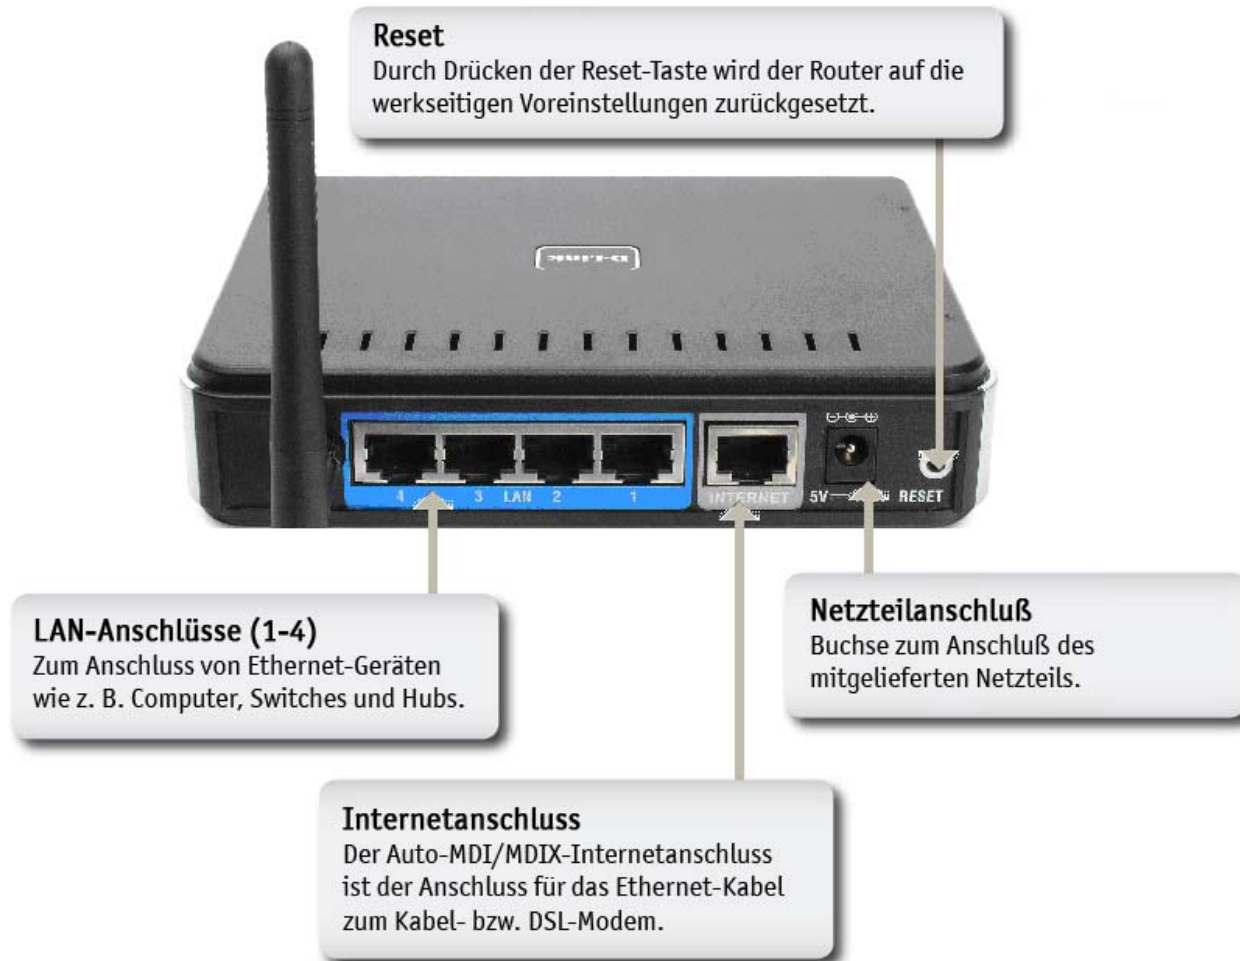 Reset
Durch Drücken der Reset-Taste wird der Router auf die
werkseitigen Voreinstellungen zurückgesetzt.
D-Link
4 3 LAN 2 1
INTERNET
5V
RESET
LAN-Anschlüsse (1-4)
Zum Anschluss von Ethernet-Geräten
wie z. B. Computer, Switches und Hubs.
Netzteilanschluß
Buchse zum Anschluß des
mitgelieferten Netzteils.
Internetanschluss
Der Auto-MDI/MDIX-Internetanschluss
ist der Anschluss für das Ethernet-Kabel
zum Kabel- bzw. DSL-Modem.